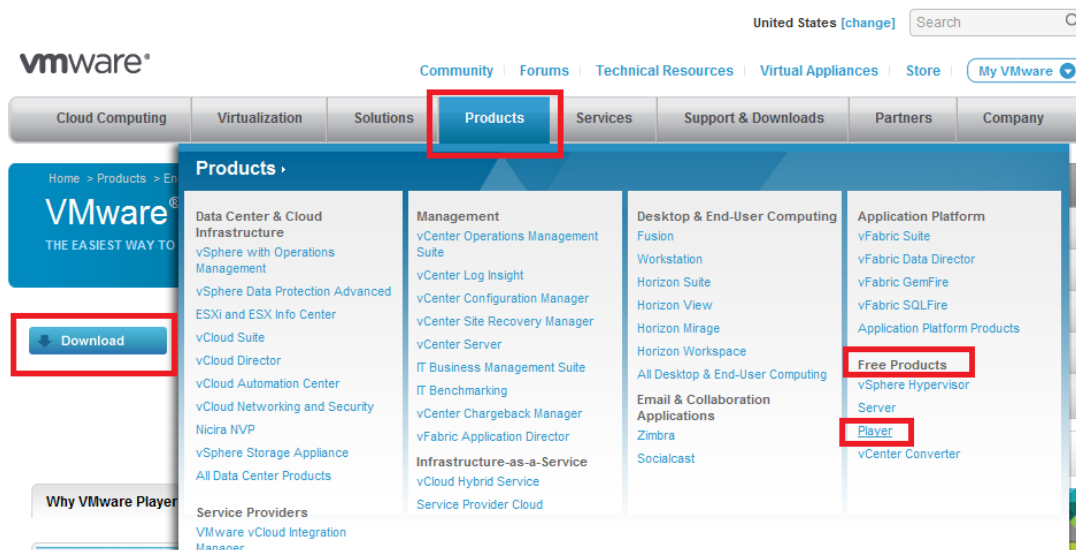 United States [change]
Search
vmware®
Community
Forums
Technical Resources
Virtual Appliances
Store
My VMware
Cloud Computing
Virtualization
Solutions
Products
Services
Support & Downloads
Partners
Company
Home > Products > En
VMware®
THE EASIEST WAY TO
Download
Why VMware Player
Products
Data Center & Cloud
Infrastructure
vSphere with Operations
Management
vSphere Data Protection Advanced
ESXi and ESX Info Center
vCloud Suite
vCloud Director
vCloud Automation Center
vCloud Networking and Security
Nicira NVP
vSphere Storage Appliance
All Data Center Products
Service Providers
VMware vCloud Integration
Manager
Management
vCenter Operations Management
Suite
vCenter Log Insight
vCenter Configuration Manager
vCenter Site Recovery Manager
vCenter Server
IT Business Management Suite
IT Benchmarking
vCenter Chargeback Manager
vFabric Application Director
Infrastructure-as-a-Service
vCloud Hybrid Service
Service Provider Cloud
Desktop & End-User Computing
Fusion
Workstation
Horizon Suite
Horizon View
Horizon Mirage
Horizon Workspace
All Desktop & End-User Computing
Email & Collaboration
Applications
Zimbra
Socialcast
Application Platform
vFabric Suite
vFabric Data Director
vFabric GemFire
vFabric SQLFire
Application Platform Products
Free Products
vSphere Hypervisor
Server
Player
vCenter Converter